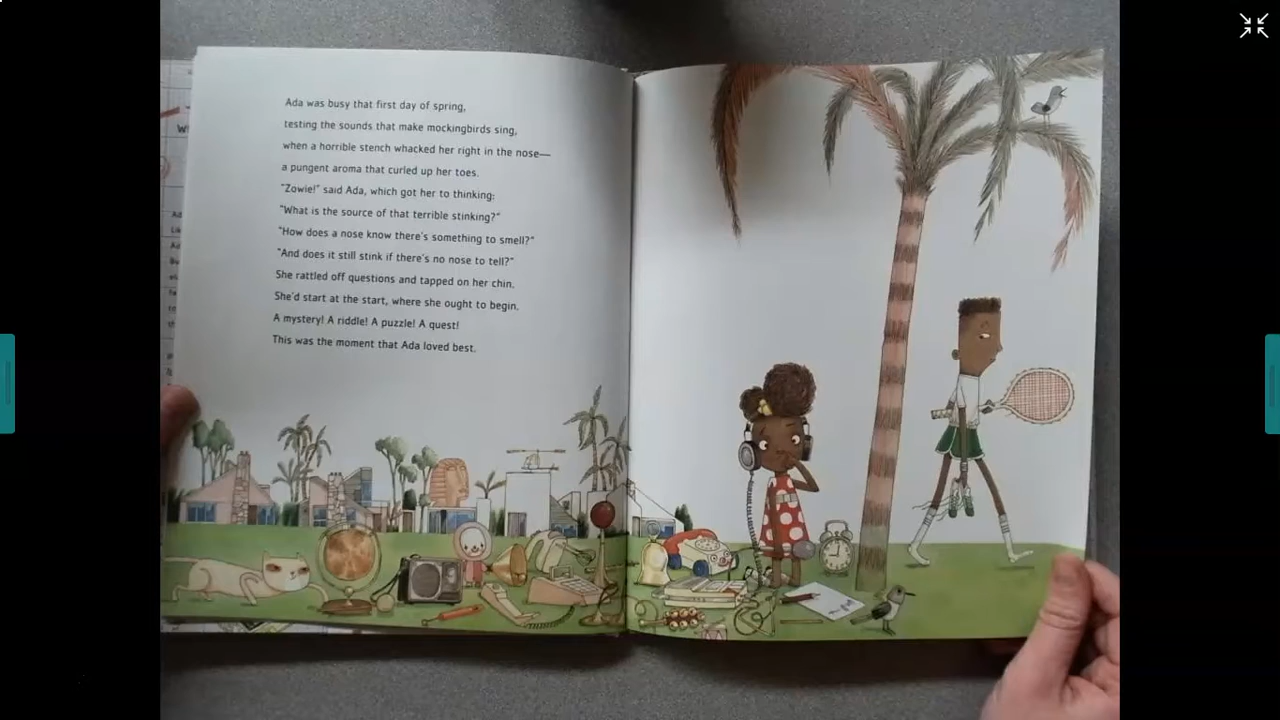 Ada was busy that first day of spring,
testing the sounds that make mockingbirds sing,
when a horrible stench whacked her right in the nose—
a pungent aroma that curled up her toes.
"Zowie!" said Ada, which got her to thinking:
"What is the source of that terrible stinking?"
"How does a nose know there's something to smell?"
"And does it still stink if there's no nose to tell?"
She rattled off questions and tapped on her chin.
She'd start at the start, where she ought to begin.
A mystery! A riddle! A puzzle! A quest!
This was the moment that Ada loved best.